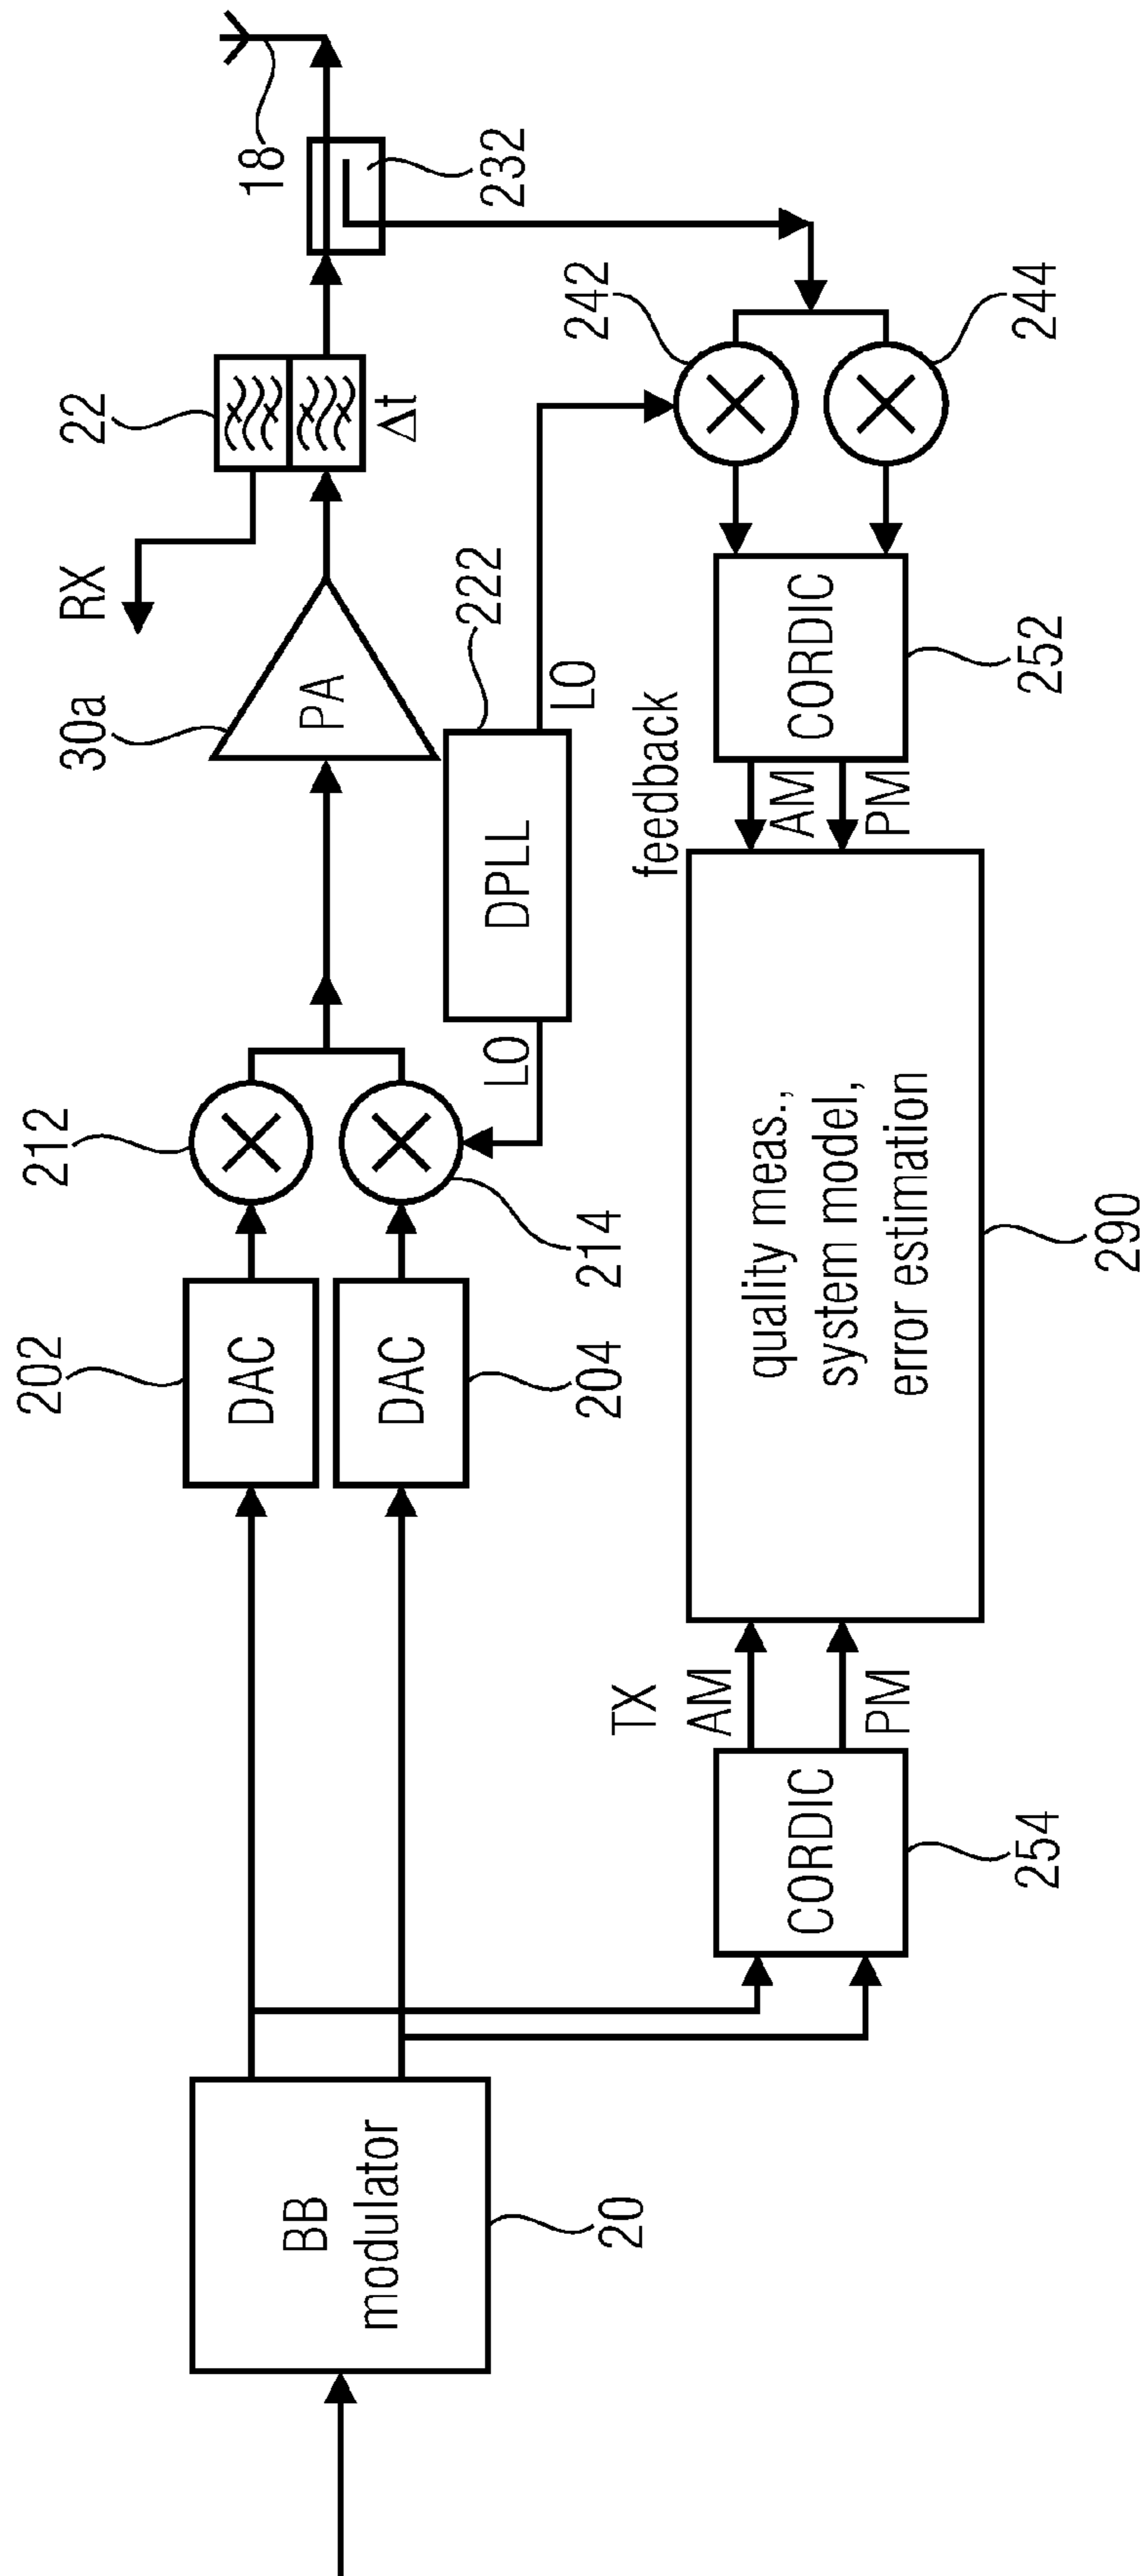 BB
modulator
20
202
DAC
DAC
204
212
214
LO
DPLL
222
LO
30a
PA
RX
22
Δt
18
232
242
244
CORDIC
252
feedback
AM
PM
quality meas.,
system model,
error estimation
290
TX
AM
PM
CORDIC
254